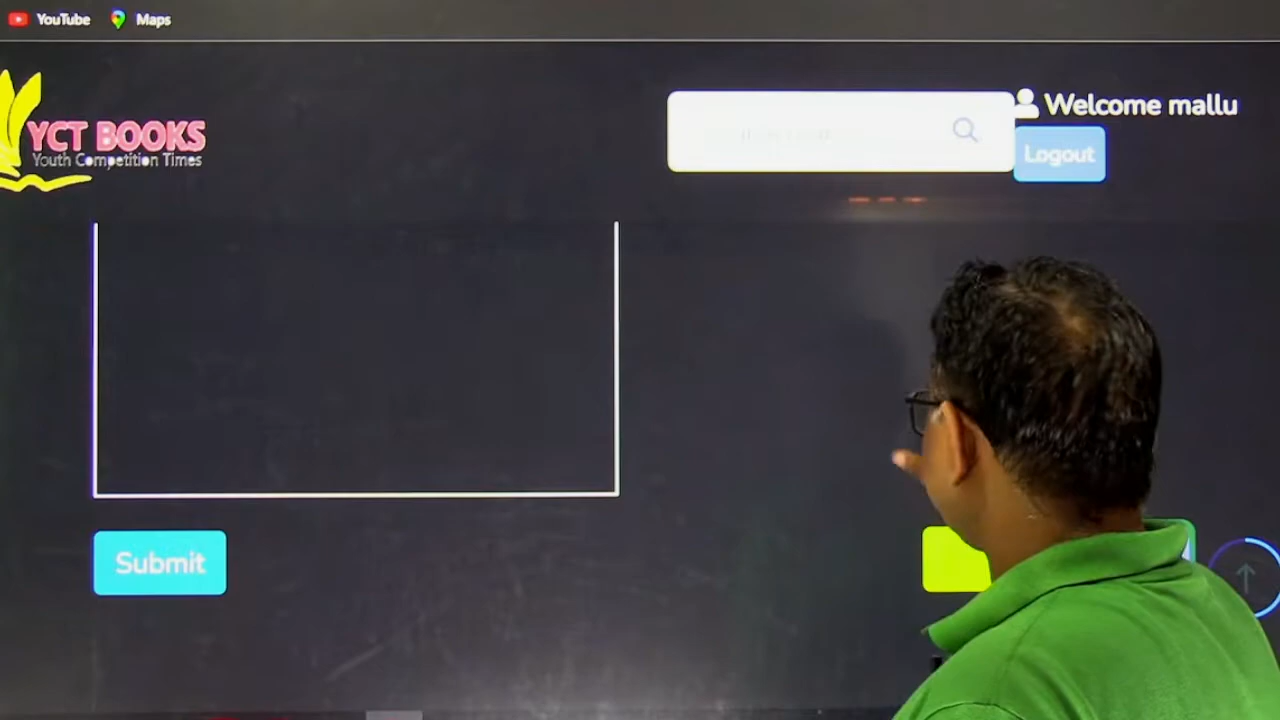 YouTube Maps
Welcome mallu
YCT BOOKS
Youth Competition Times
Logout
Submit